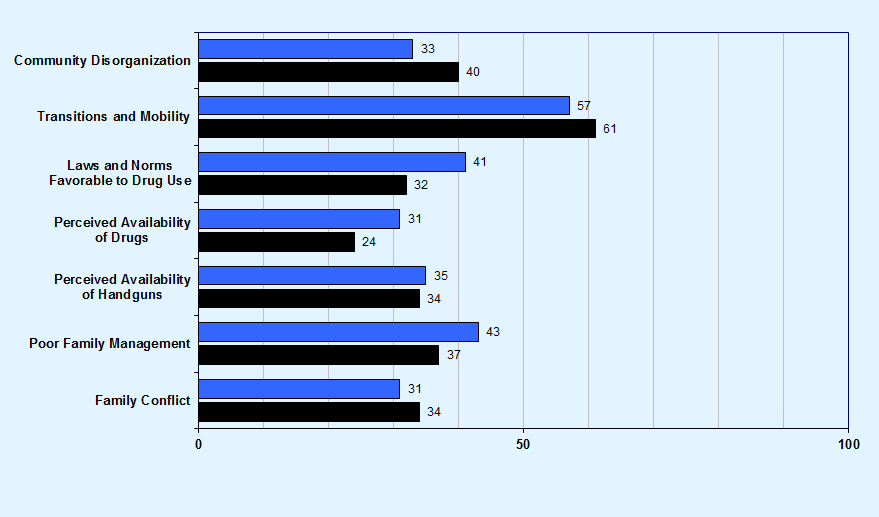 Community Disorganization
33
40
Transitions and Mobility
57
61
Laws and Norms
Favorable to Drug Use
41
32
Perceived Availability
of Drugs
31
24
Perceived Availability
of Handguns
35
34
Poor Family Management
43
37
Family Conflict
31
34
0
50
100